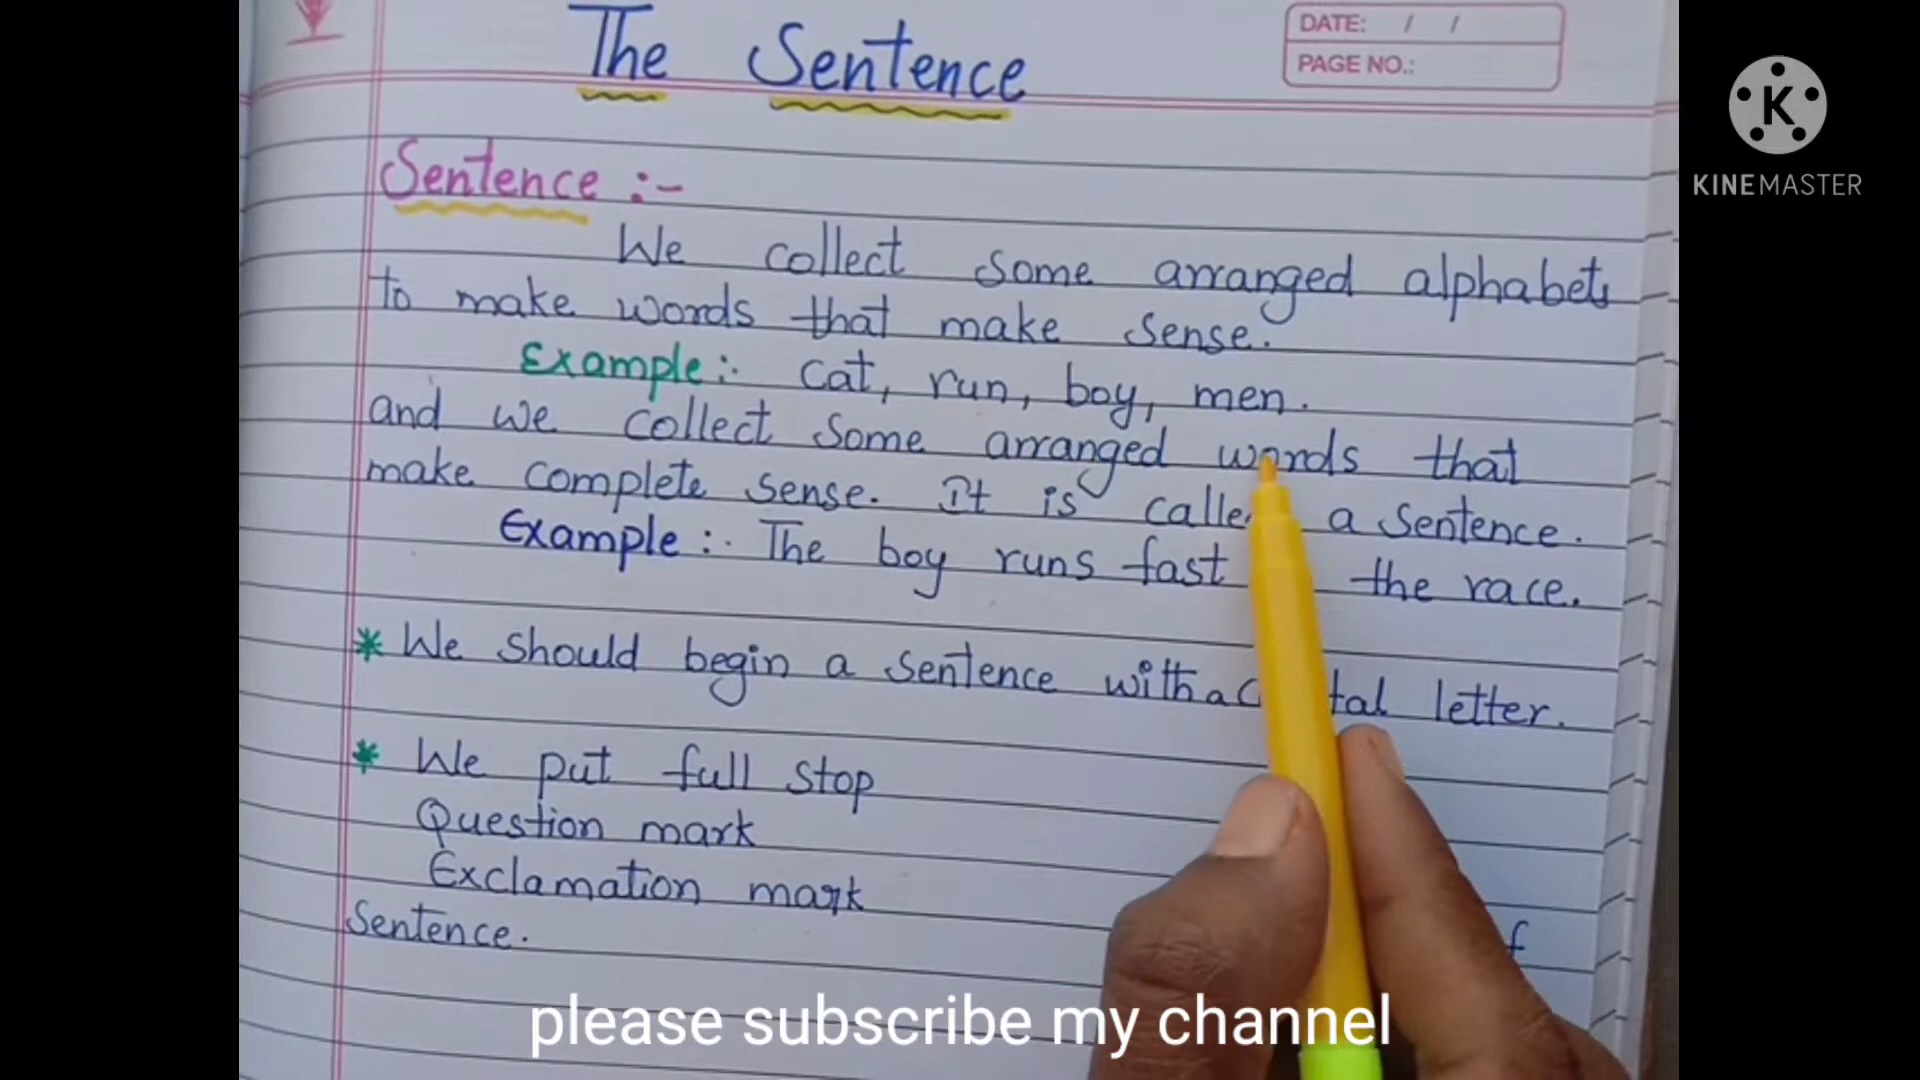 The Sentence
DATE: / /
PAGE NO.:
KINEMASTER
Sentence :-
We collect some arranged alphabets
to make words that make sense.
Example :. cat, run, boy, men.
and we collect some arranged words that
make complete sense. It is calle a sentence.
Example :. The boy runs fast the race.
* We should begin a sentence with a c tal letter.
* We put full stop
Question mark
Exclamation mark f
Sentence.
please subscribe my channel